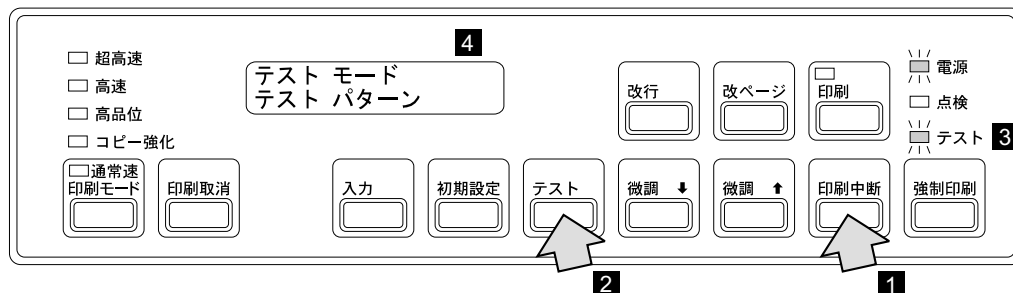 4
超高速
高速
高品位
コピー強化
テスト モード
テスト パターン
改行
改ページ
印刷
電源
点検
テスト 3
通常速
印刷モード
印刷取消
入力
初期設定
テスト
微調 ⬇
微調 ⬆
印刷中断
強制印刷
2
1